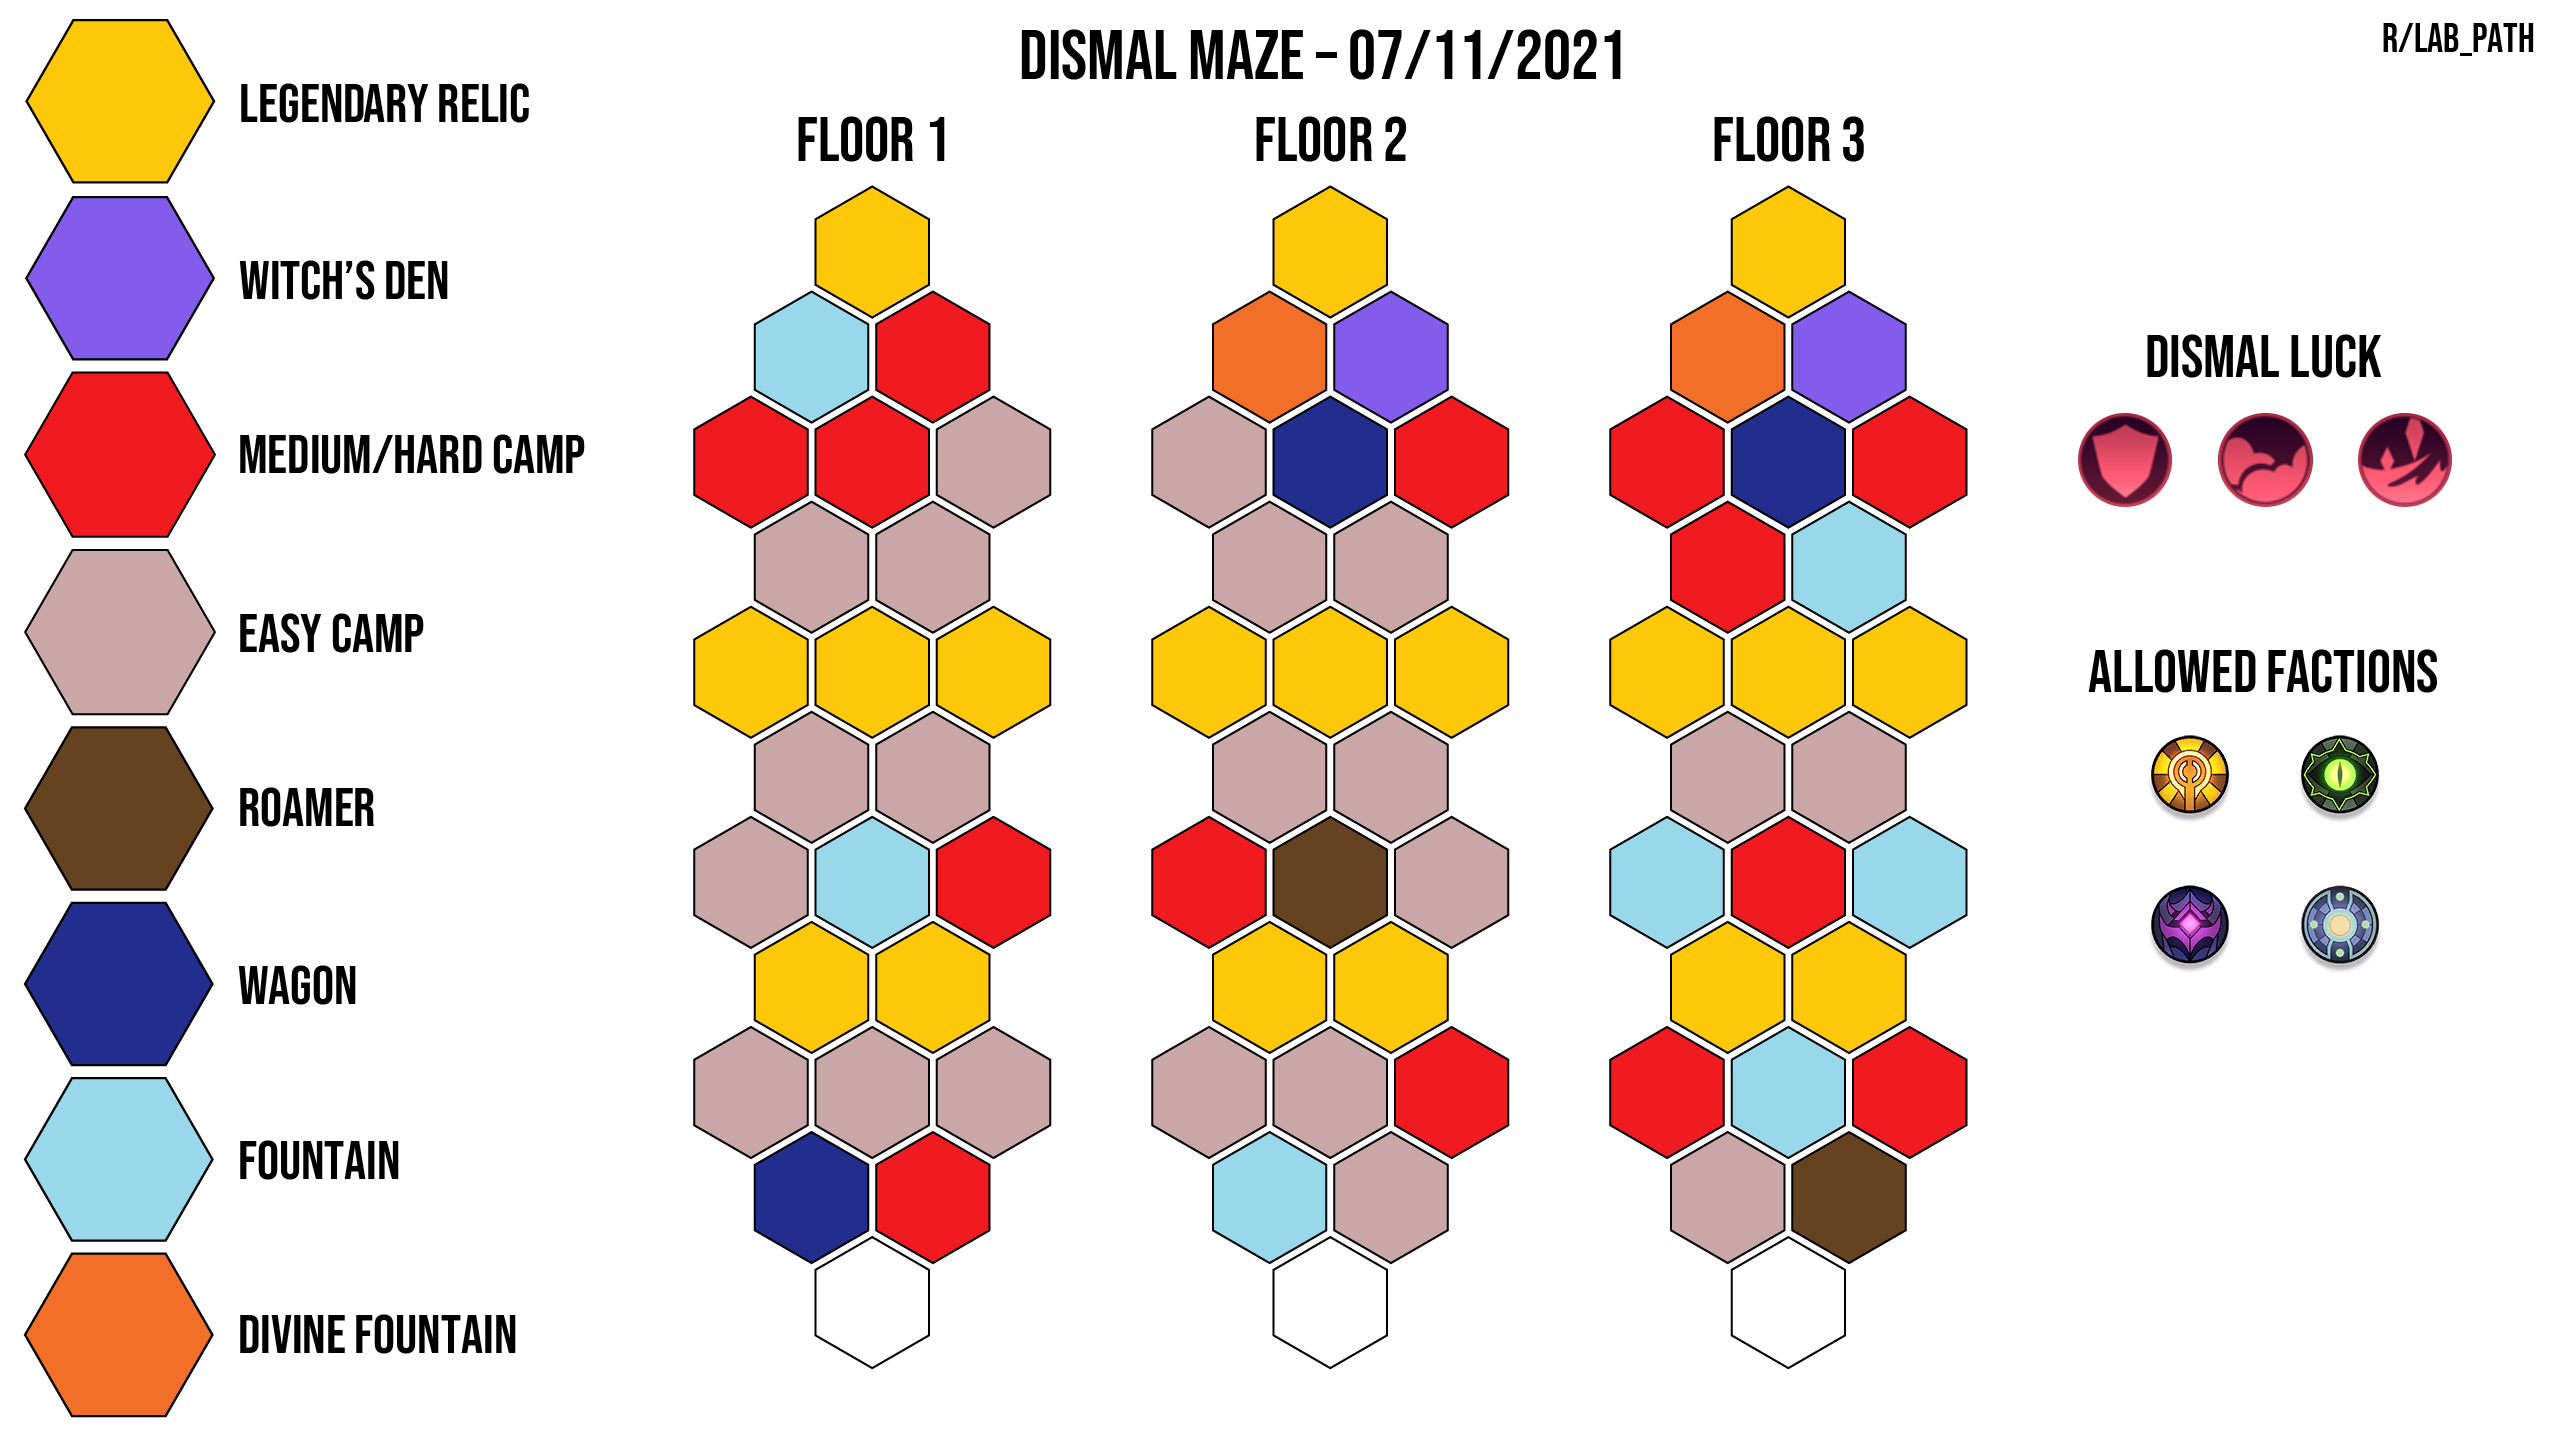 DISMAL MAZE – 07/11/2021
R/LAB_PATH
LEGENDARY RELIC
WITCH'S DEN
MEDIUM/HARD CAMP
EASY CAMP
ROAMER
WAGON
FOUNTAIN
DIVINE FOUNTAIN
FLOOR 1
FLOOR 2
FLOOR 3
DISMAL LUCK
ALLOWED FACTIONS